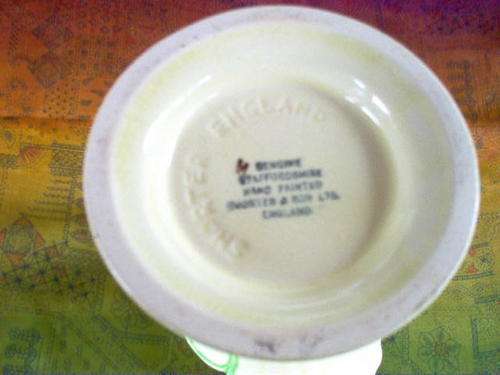 SHORTER ENGLAND
GENUINE
STAFFORDSHIRE
HAND PAINTED
SHORTER & SON LTD.
ENGLAND